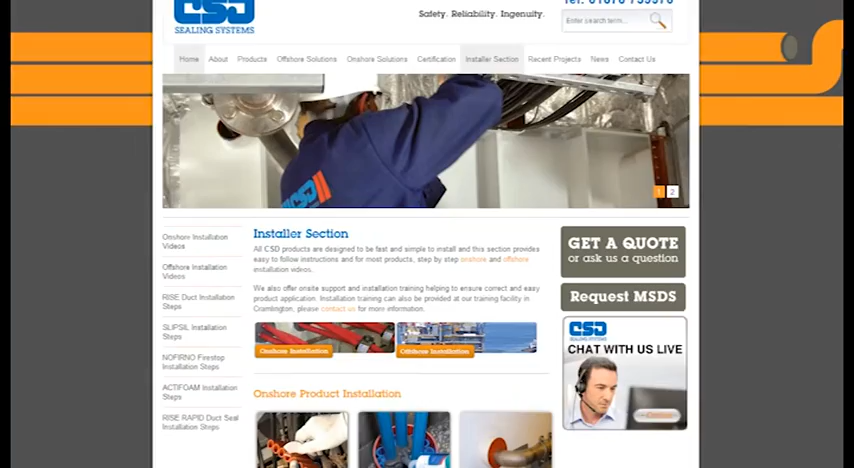 CSD
SEALING SYSTEMS
Safety. Reliability. Ingenuity.
Enter search term...
Home About Products Offshore Solutions Onshore Solutions Certification Installer Section Recent Projects News Contact Us
1 2
Onshore Installation
Videos
Offshore Installation
Videos
RISE Duct Installation
Steps
SLIPSIL Installation
Steps
NOFIRNO Firestop
Installation Steps
ACTIFOAM Installation
Steps
RISE RAPID Duct Seal
Installation Steps
Installer Section
All CSD products are designed to be fast and simple to install and this section provides
easy to follow instructions and for most products, step by step onshore and offshore
installation videos.
We also offer onsite support and installation training helping to ensure correct and easy
product application. Installation training can also be provided at our training facility in
Cramlington, please contact us for more information.
Onshore Installation
Offshore Installation
Onshore Product Installation
GET A QUOTE
or ask us a question
Request MSDS
CSD
SEALING SYSTEMS
CHAT WITH US LIVE